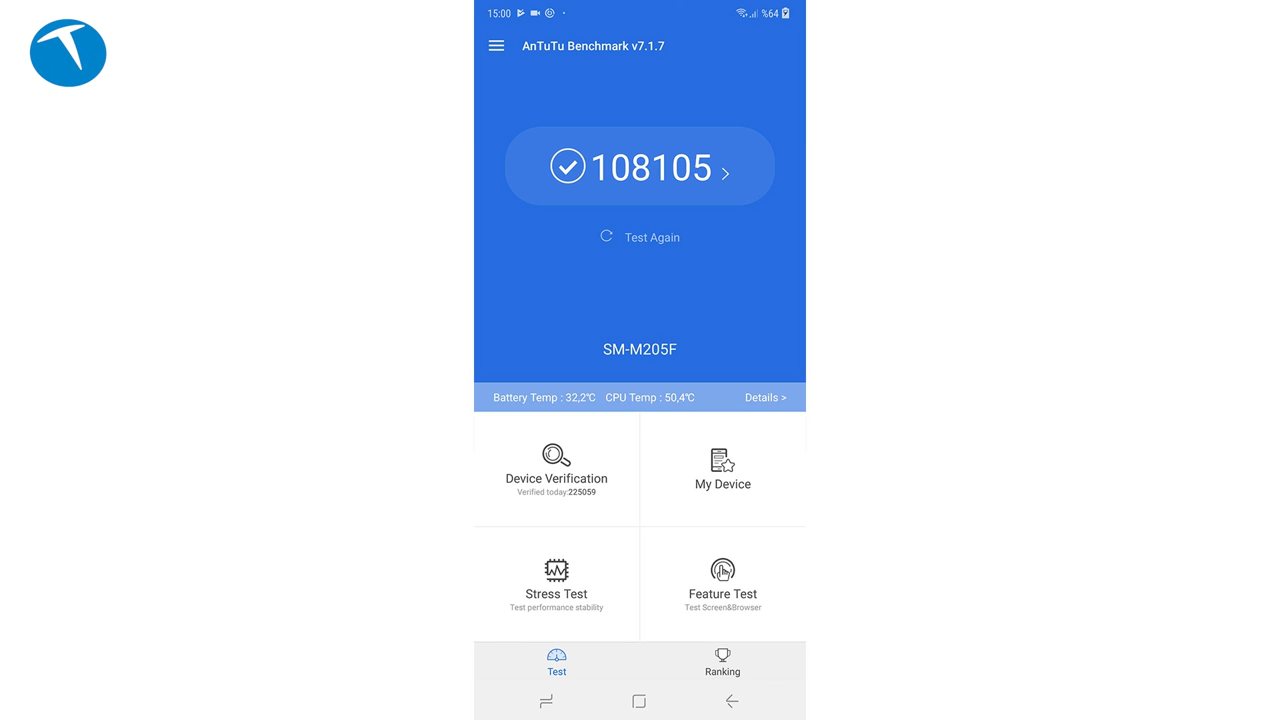 15:00 %64
AnTuTu Benchmark v7.1.7
108105
Test Again
SM-M205F
Battery Temp : 32,2℃ CPU Temp : 50,4℃ Details >
Device Verification
Verified today:225059
My Device
Stress Test
Test performance stability
Feature Test
Test Screen&Browser
Test
Ranking